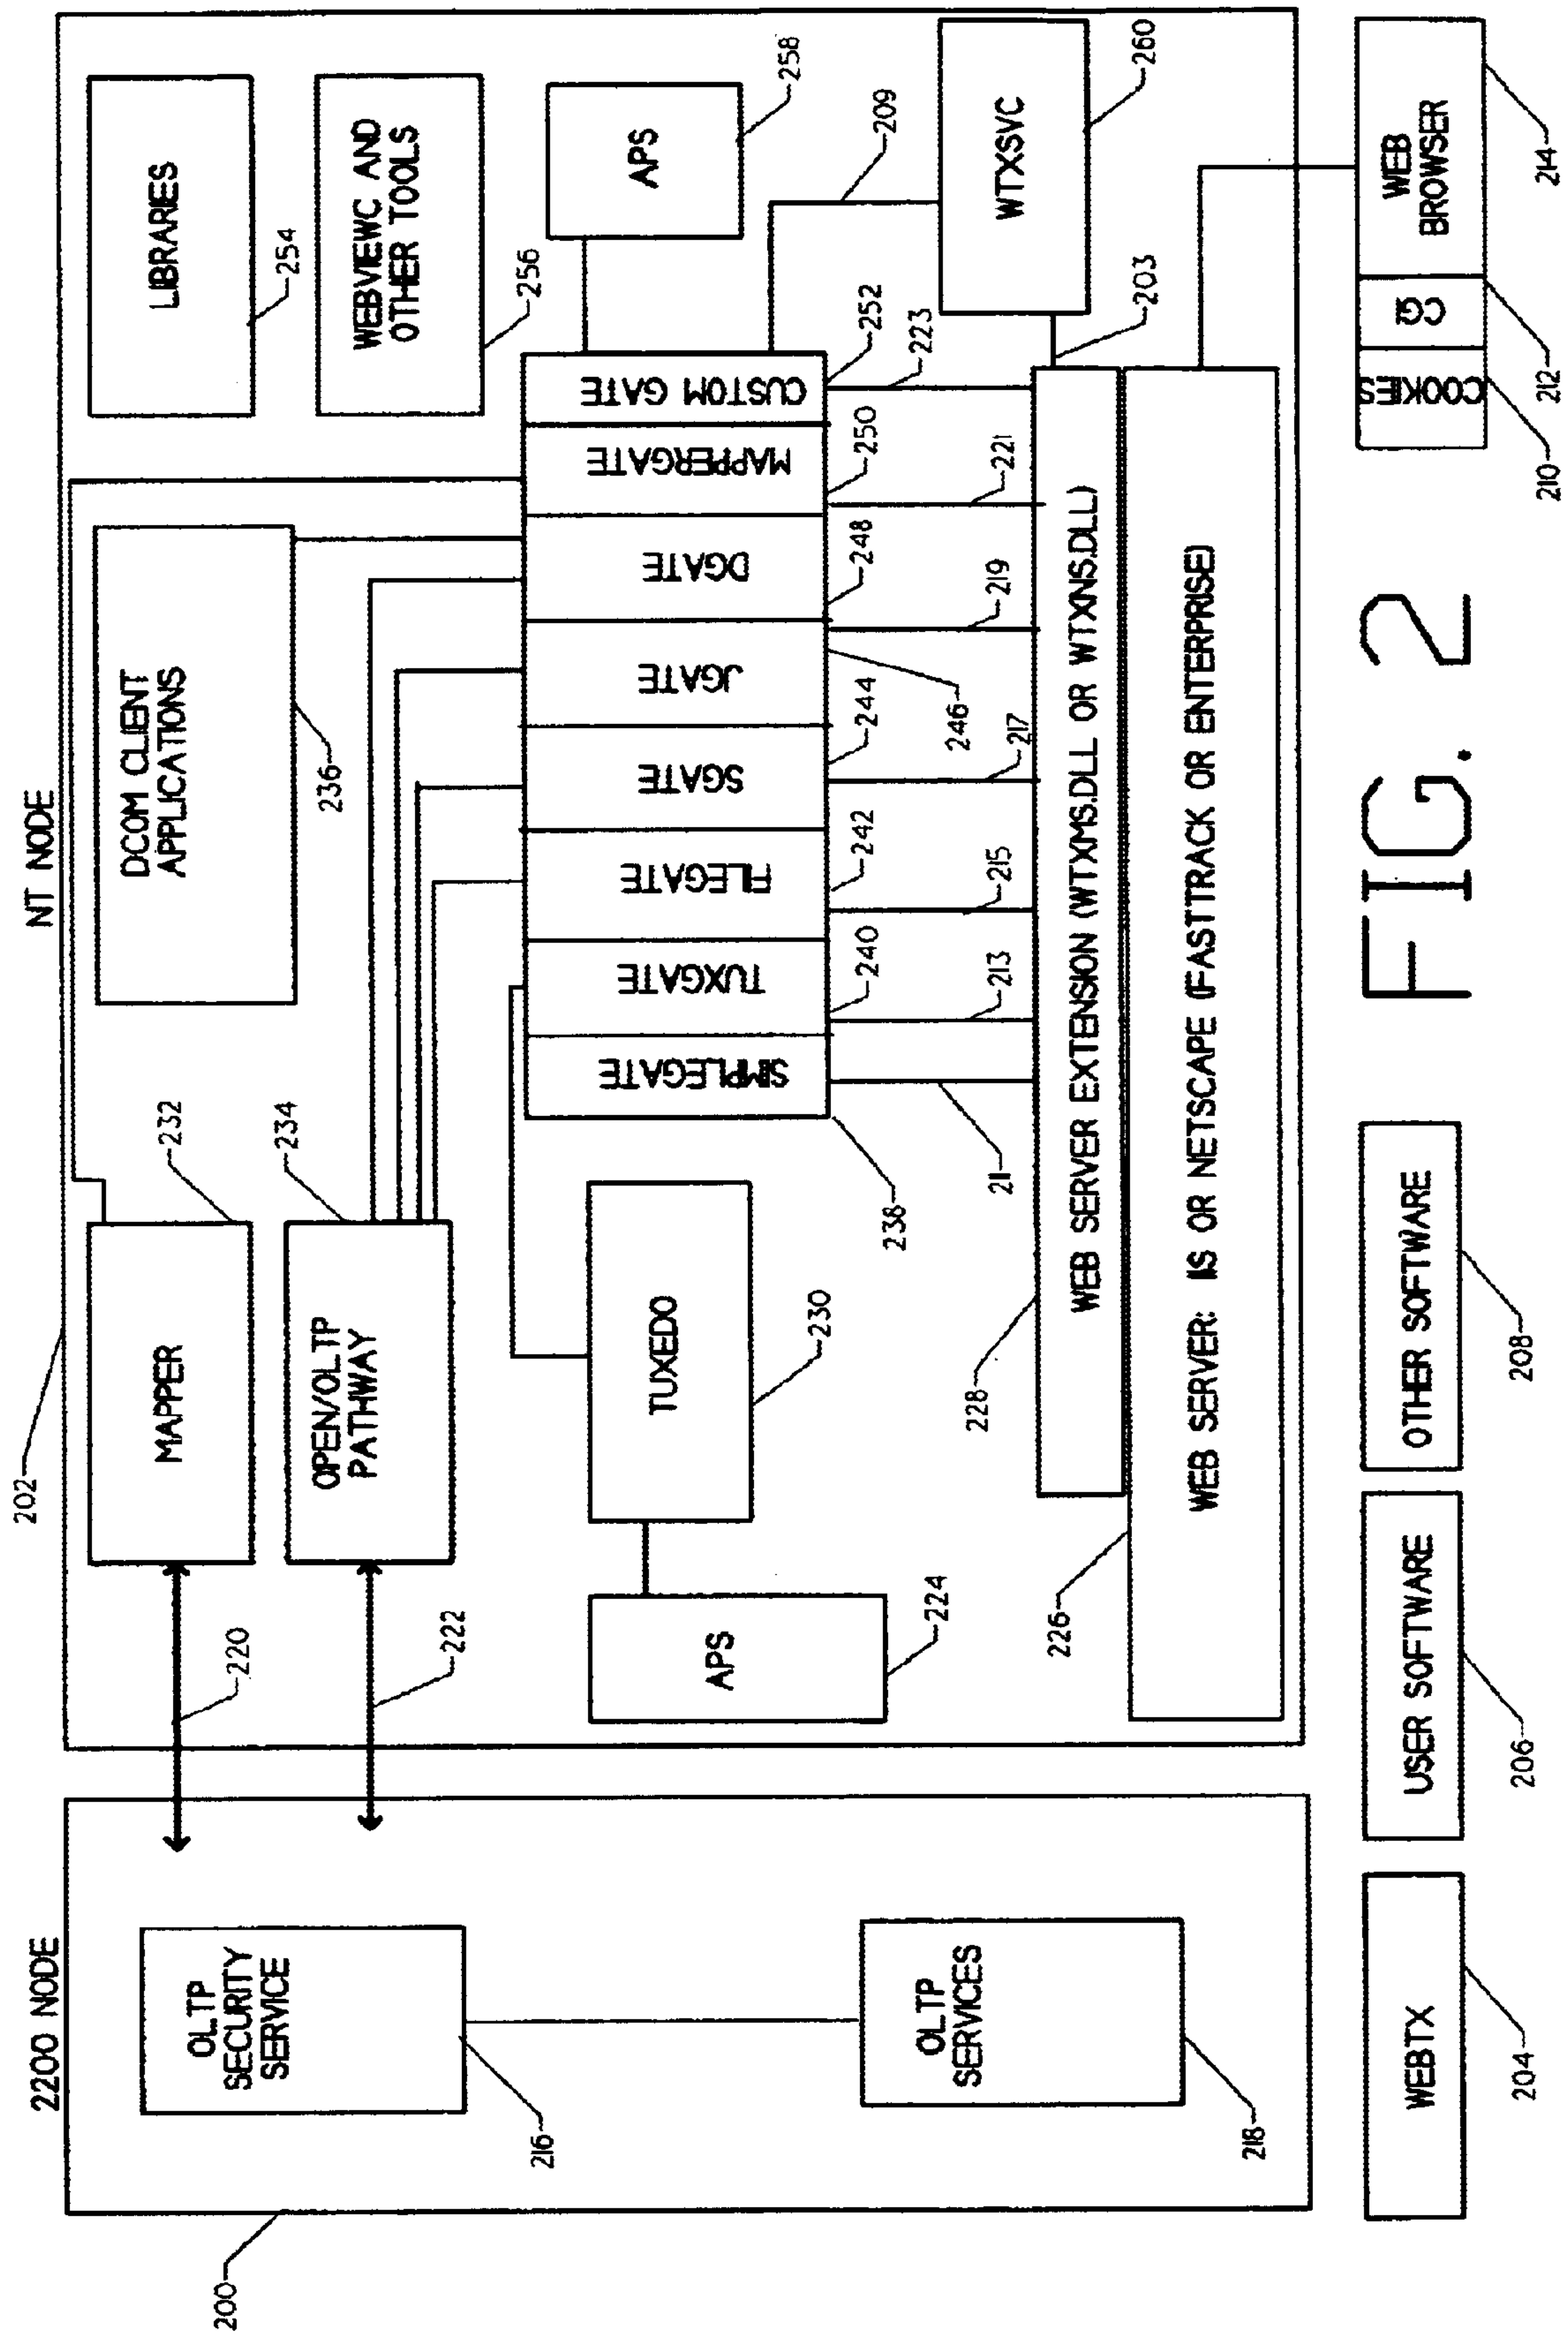 2200 NODE
NT NODE
200
202
OLTP
SECURITY
SERVICE
216
OLTP
SERVICES
218
220
222
MAPPER
232
OPEN/OLTP
PATHWAY
234
DCOM CLIENT
APPLICATIONS
236
LIBRARIES
254
WEBVIEWC AND
OTHER TOOLS
256
APS
224
TUXEDO
230
SIMPLEGATE
TUXGATE
FILEGATE
SGATE
JGATE
DGATE
MAPPERGATE
CUSTOM GATE
238
240
242
244
246
248
250
252
APS
258
209
211
213
215
217
219
221
223
WTXSVC
260
203
228
WEB SERVER EXTENSION (WTXMS.DLL OR WTXNS.DLL)
226
WEB SERVER: IIS OR NETSCAPE (FASTTRACK OR ENTERPRISE)
WEBTX
204
USER SOFTWARE
206
OTHER SOFTWARE
208
COOKIES
210
CQ
212
WEB
BROWSER
214
FIG. 2